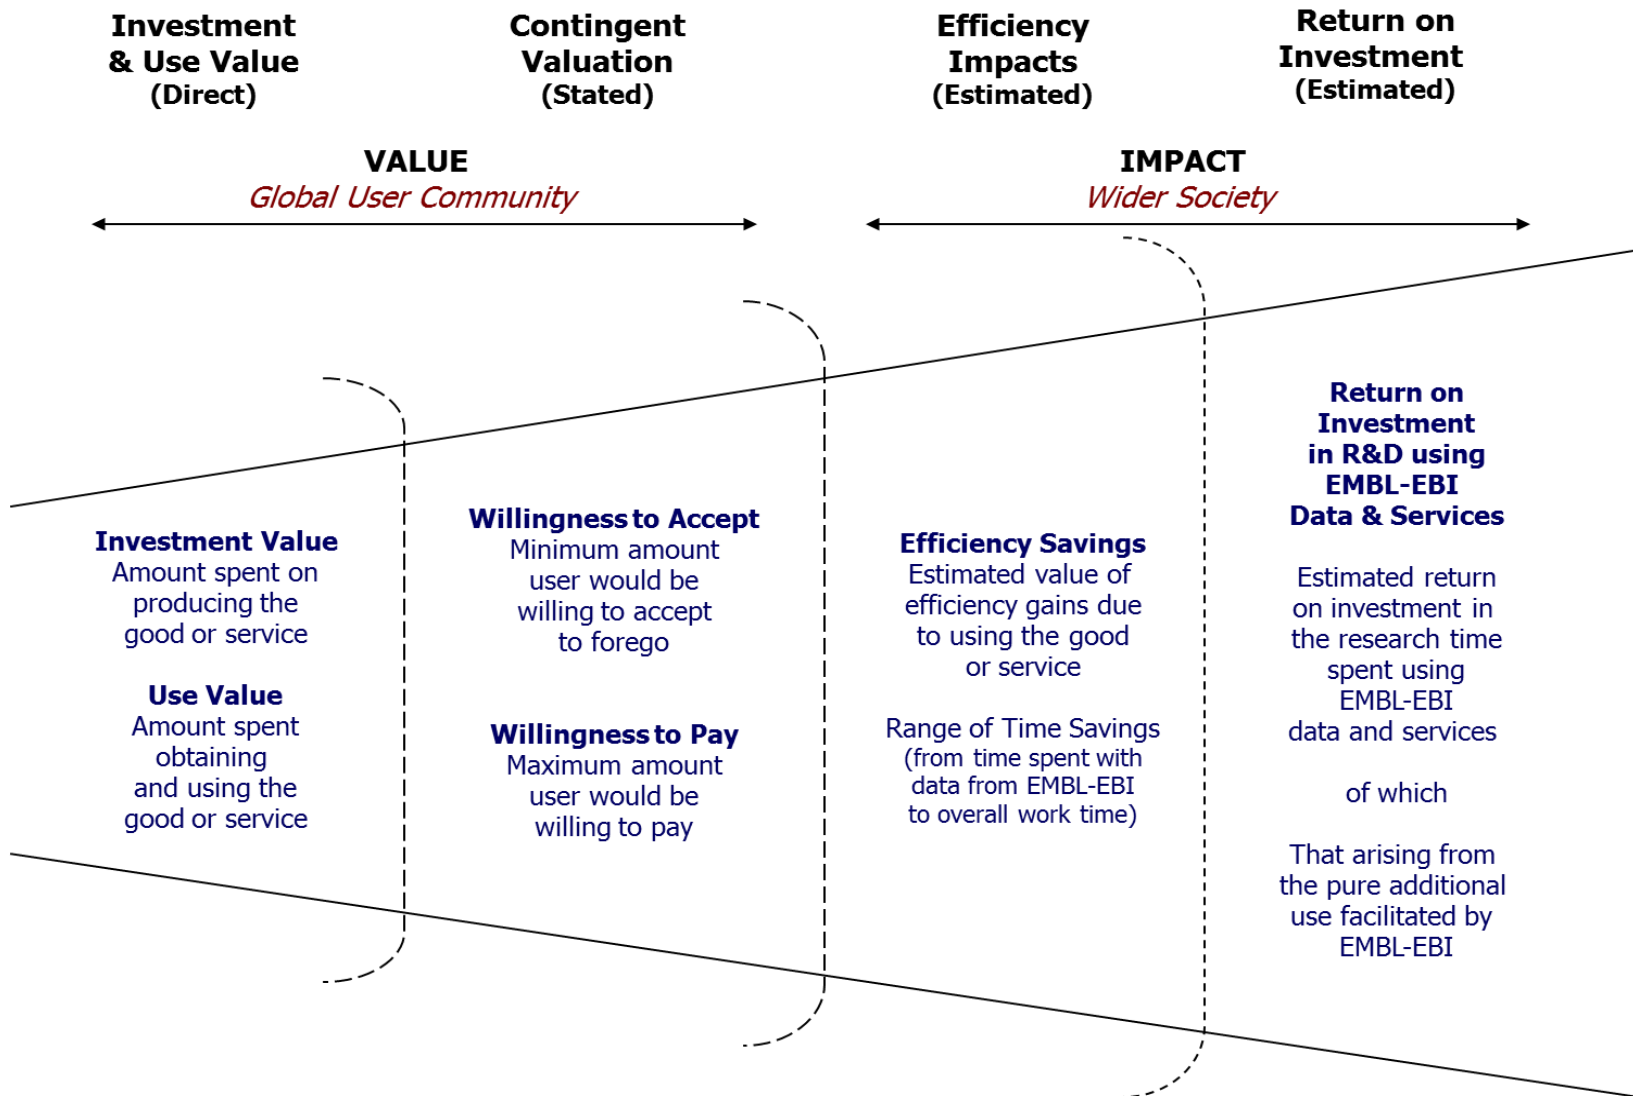 Investment
& Use Value
(Direct)
Contingent
Valuation
(Stated)
Efficiency
Impacts
(Estimated)
Return on
Investment
(Estimated)
VALUE
Global User Community
IMPACT
Wider Society
Investment Value
Amount spent on
producing the
good or service
Use Value
Amount spent
obtaining
and using the
good or service
Willingness to Accept
Minimum amount
user would be
willing to accept
to forego
Willingness to Pay
Maximum amount
user would be
willing to pay
Efficiency Savings
Estimated value of
efficiency gains due
to using the good
or service
Range of Time Savings
(from time spent with
data from EMBL-EBI
to overall work time)
Return on
Investment
in R&D using
EMBL-EBI
Data & Services
Estimated return
on investment in
the research time
spent using
EMBL-EBI
data and services
of which
That arising from
the pure additional
use facilitated by
EMBL-EBI